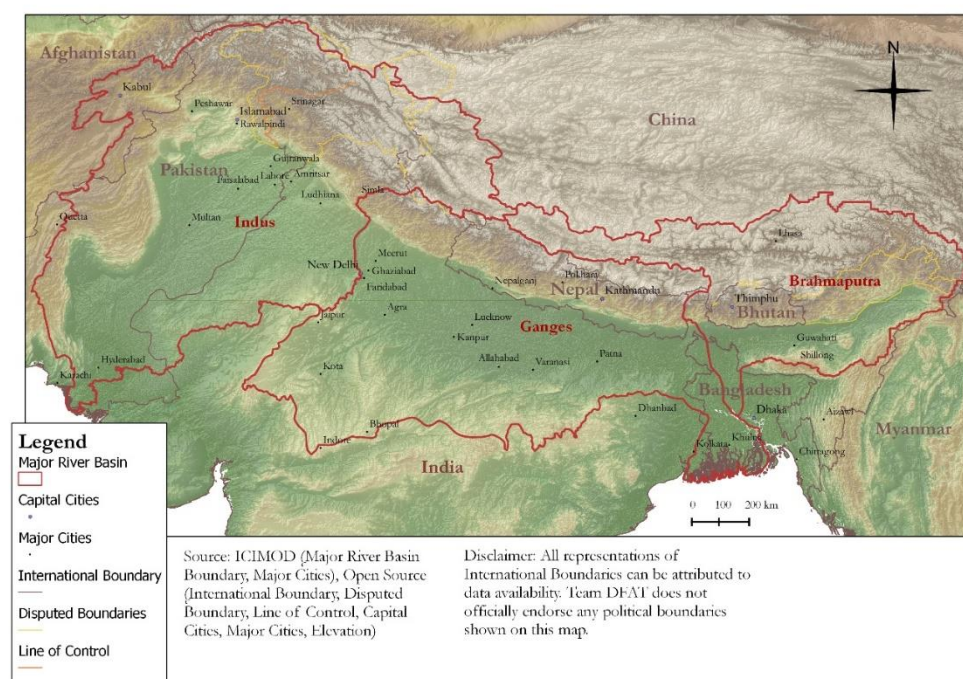 Afghanistan
Kabul
Peshawar
Islamabad
Rawalpindi
Srinagar
N
China
Gujranwala
Pakistan
Faisalabad
Lahore
Amritsar
Ludhiana
Simla
Quetta
Multan
Indus
Lhasa
New Delhi
Meerut
Ghaziabad
Faridabad
Nepalganj
Pokhara
Nepal
Kathmandu
Brahmaputra
Thimphu
Bhutan
Jaipur
Agra
Lucknow
Ganges
Kanpur
Guwahati
Shillong
Hyderabad
Karachi
Kota
Allahabad
Varanasi
Patna
Bangladesh
Dhanbad
Dhaka
Aizawl
Myanmar
Bhopal
Indore
India
Kolkata
Khulna
Chittagong
0 100 200 km
Legend
Major River Basin
Capital Cities
Major Cities
International Boundary
Disputed Boundaries
Line of Control
Source: ICIMOD (Major River Basin
Boundary, Major Cities), Open Source
(International Boundary, Disputed
Boundary, Line of Control, Capital
Cities, Major Cities, Elevation)
Disclaimer: All representations of
International Boundaries can be attributed to
data availability. Team DFAT does not
officially endorse any political boundaries
shown on this map.